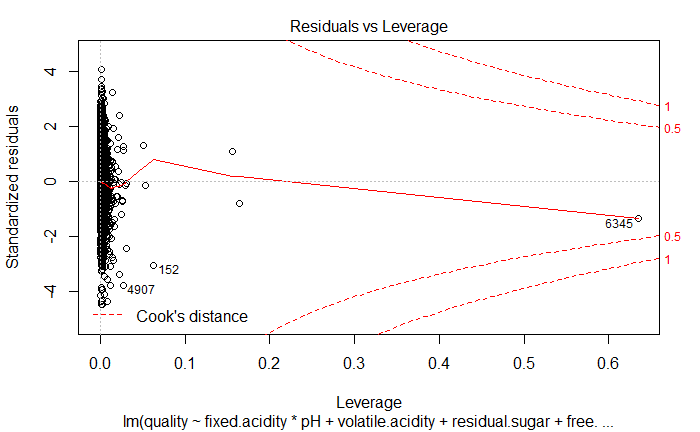 Residuals vs Leverage
Standardized residuals
4
2
0
-2
-4
1
0.5
0.5
1
6345
152
4907
Cook's distance
0.0 0.1 0.2 0.3 0.4 0.5 0.6
Leverage
lm(quality ~ fixed.acidity * pH + volatile.acidity + residual.sugar + free. ...